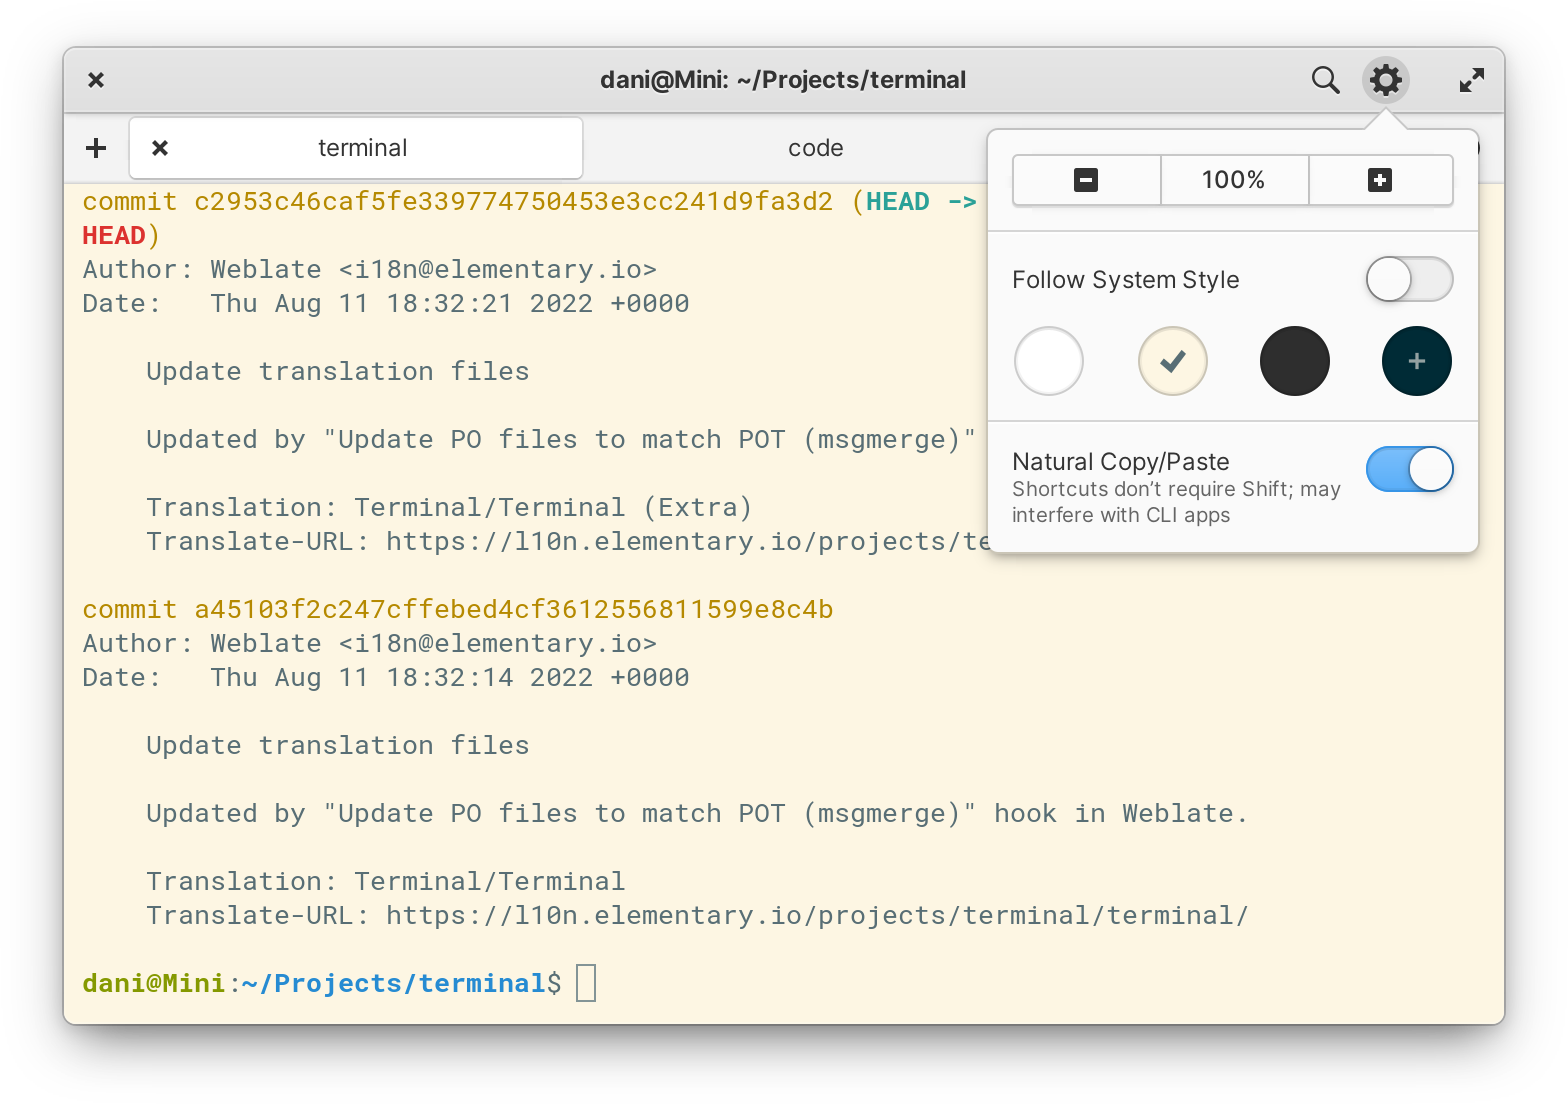 dani@Mini: ~/Projects/terminal
terminal
code
100%
Follow System Style
Natural Copy/Paste
Shortcuts don’t require Shift; may
interfere with CLI apps
commit c2953c46caf5fe339774750453e3cc241d9fa3d2 (HEAD ->
HEAD)
Author: Weblate <i18n@elementary.io>
Date:   Thu Aug 11 18:32:21 2022 +0000
Update translation files
Updated by "Update PO files to match POT (msgmerge)"
Translation: Terminal/Terminal (Extra)
Translate-URL: https://l10n.elementary.io/projects/te
commit a45103f2c247cffebed4cf3612556811599e8c4b
Author: Weblate <i18n@elementary.io>
Date:   Thu Aug 11 18:32:14 2022 +0000
Update translation files
Updated by "Update PO files to match POT (msgmerge)" hook in Weblate.
Translation: Terminal/Terminal
Translate-URL: https://l10n.elementary.io/projects/terminal/terminal/
dani@Mini:~/Projects/terminal$